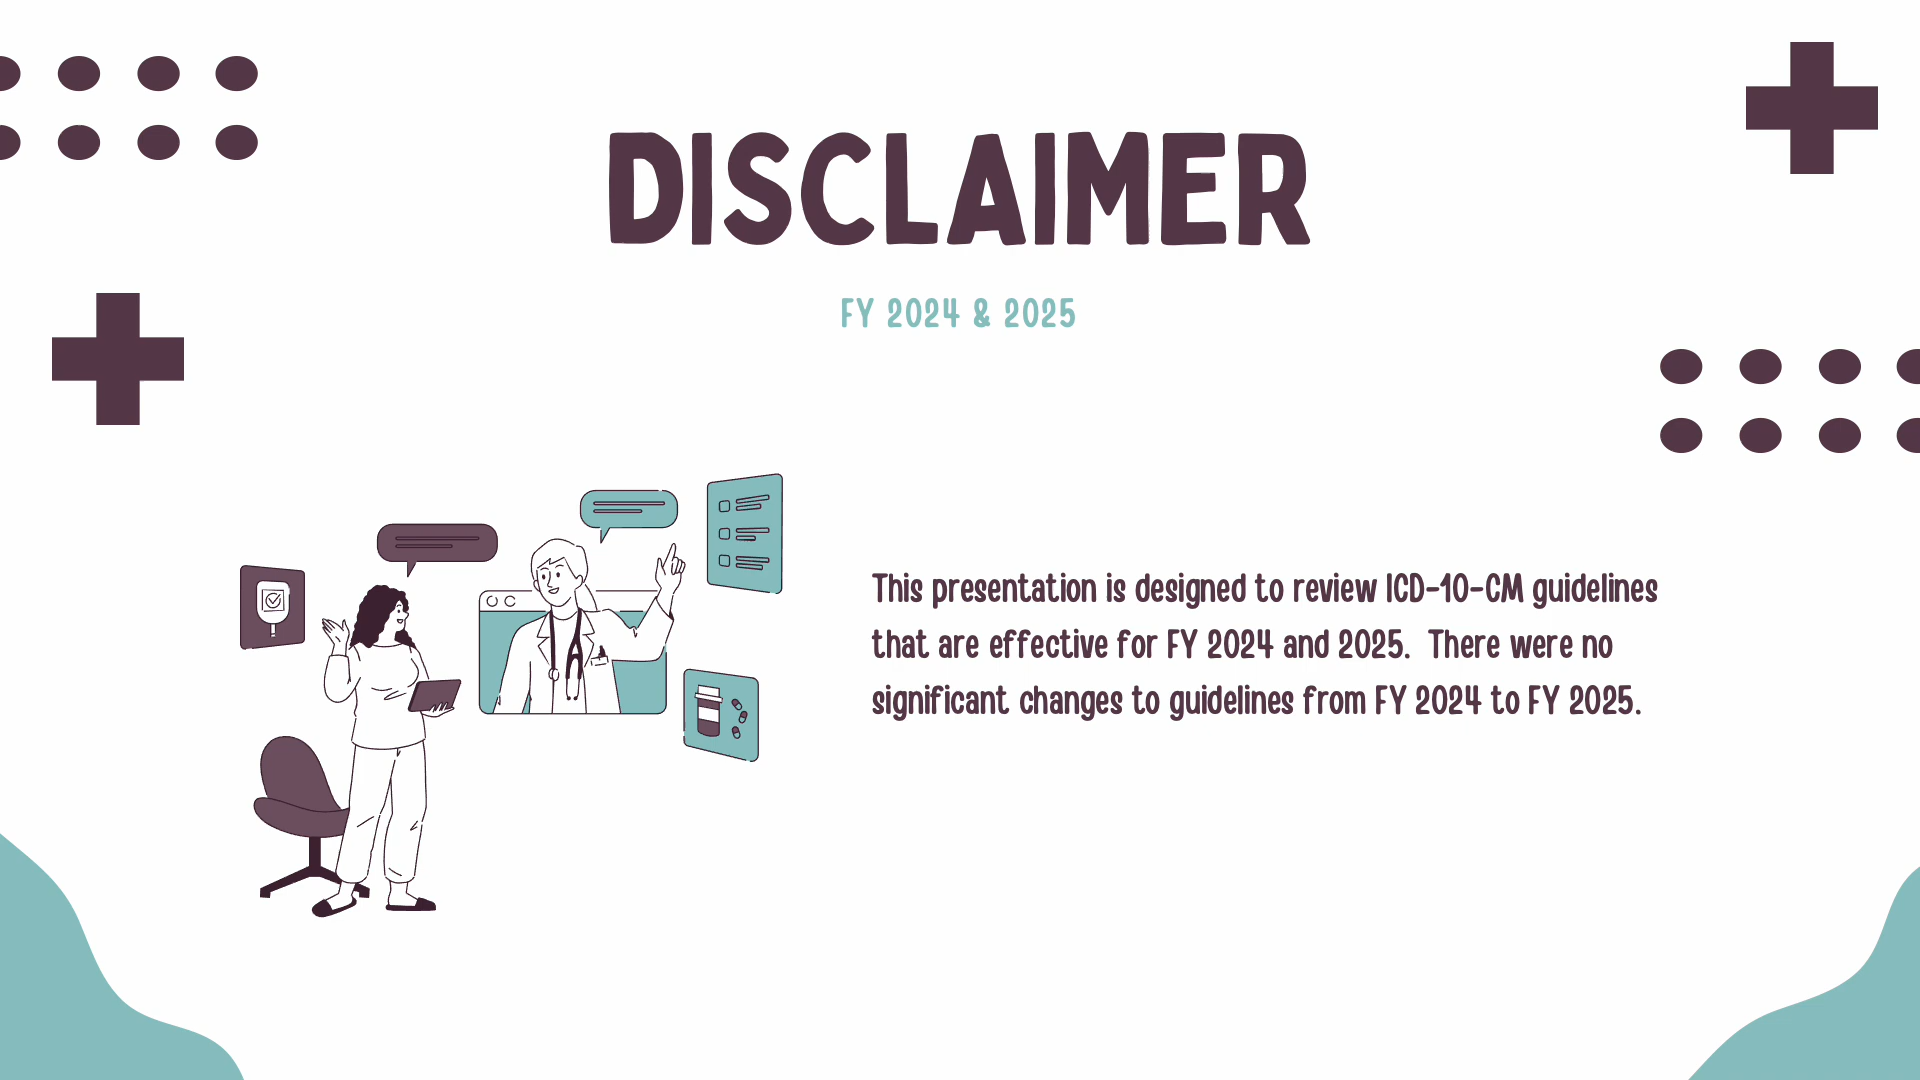 DISCLAIMER
FY 2024 & 2025
This presentation is designed to review ICD-10-CM guidelines
that are effective for FY 2024 and 2025.  There were no
significant changes to guidelines from FY 2024 to FY 2025.